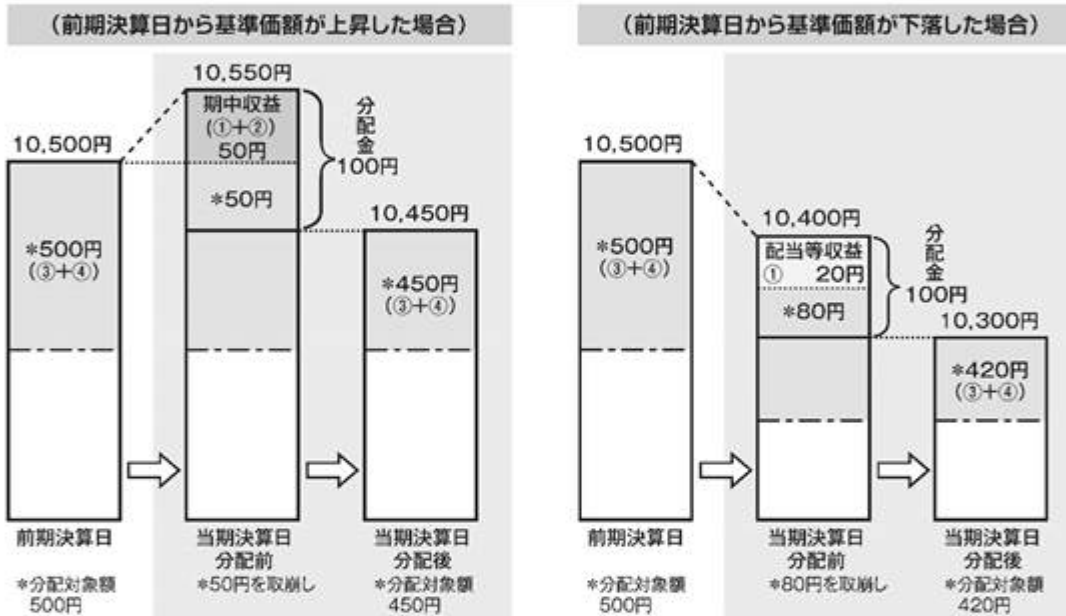 (前期決算日から基準価額が上昇した場合)
10,550円
期中収益
(①+②)
50円
分配金
100円
10,500円
*50円
10,450円
*500円
(③+④)
*450円
(③+④)
前期決算日
当期決算日
分配前
当期決算日
分配後
*分配対象額
500円
*50円を取崩し
*分配対象額
450円
(前期決算日から基準価額が下落した場合)
10,500円
10,400円
配当等収益
① 20円
分配金
100円
*80円
10,300円
*500円
(③+④)
*420円
(③+④)
前期決算日
当期決算日
分配前
当期決算日
分配後
*分配対象額
500円
*80円を取崩し
*分配対象額
420円